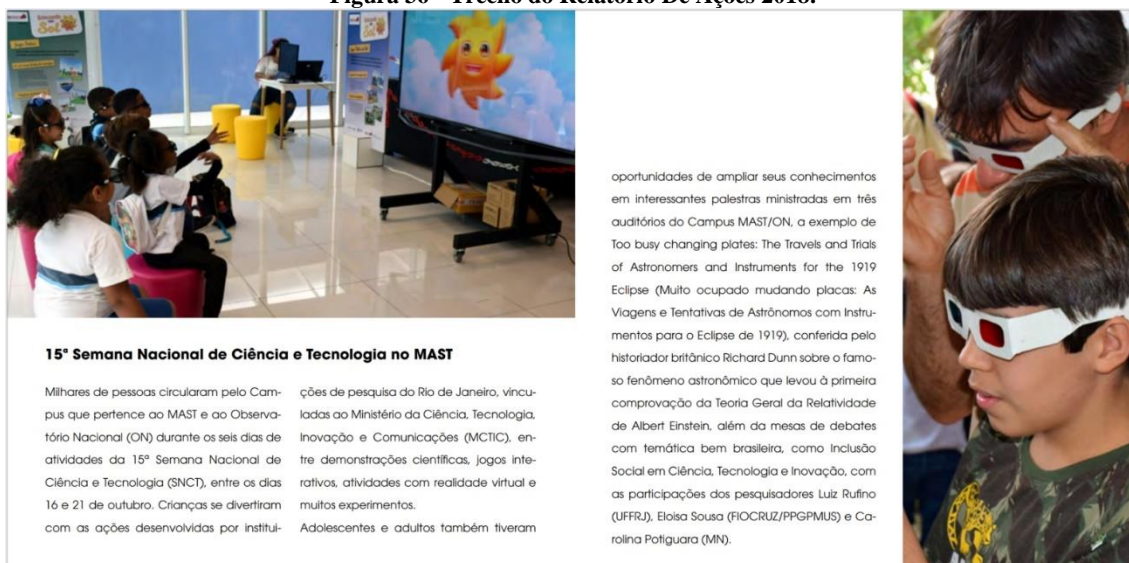 Figura 36 – Trecho do Relatório De Ações 2018.
15ª Semana Nacional de Ciência e Tecnologia no MAST
Milhares de pessoas circularam pelo Cam-
pus que pertence ao MAST e ao Observa-
tório Nacional (ON) durante os seis dias de
atividades da 15ª Semana Nacional de
Ciência e Tecnologia (SNCT), entre os dias
16 e 21 de outubro. Crianças se divertiram
com as ações desenvolvidas por institui-
ções de pesquisa do Rio de Janeiro, vincu-
ladas ao Ministério da Ciência, Tecnologia,
Inovação e Comunicações (MCTIC), en-
tre demonstrações científicas, jogos inte-
rativos, atividades com realidade virtual e
muitos experimentos.
Adolescentes e adultos também tiveram
oportunidades de ampliar seus conhecimentos
em interessantes palestras ministradas em três
auditórios do Campus MAST/ON, a exemplo de
Too busy changing plates: The Travels and Trials
of Astronomers and Instruments for the 1919
Eclipse (Muito ocupado mudando placas: As
Viagens e Tentativas de Astrônomos com Instru-
mentos para o Eclipse de 1919), conferida pelo
historiador britânico Richard Dunn sobre o famo-
so fenômeno astronômico que levou à primeira
comprovação da Teoria Geral da Relatividade
de Albert Einstein, além da mesas de debates
com temática bem brasileira, como Inclusão
Social em Ciência, Tecnologia e Inovação, com
as participações dos pesquisadores Luiz Rufino
(UFFRJ), Eloisa Sousa (FIOCRUZ/PPGPMUS) e Ca-
rolina Potiguara (MN).